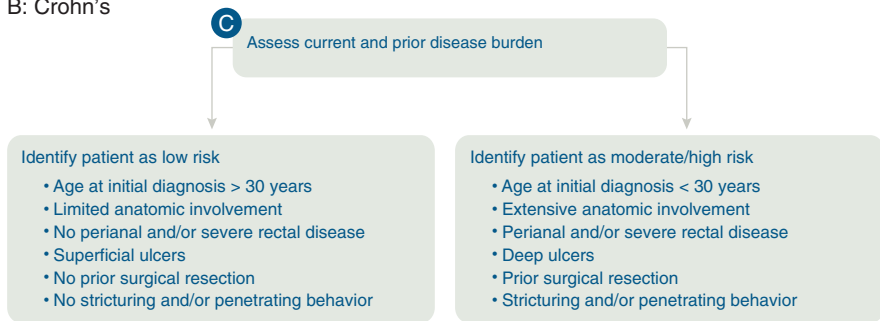 B: Crohn's
C
Assess current and prior disease burden
Identify patient as low risk
• Age at initial diagnosis > 30 years
• Limited anatomic involvement
• No perianal and/or severe rectal disease
• Superficial ulcers
• No prior surgical resection
• No stricturing and/or penetrating behavior
Identify patient as moderate/high risk
• Age at initial diagnosis < 30 years
• Extensive anatomic involvement
• Perianal and/or severe rectal disease
• Deep ulcers
• Prior surgical resection
• Stricturing and/or penetrating behavior